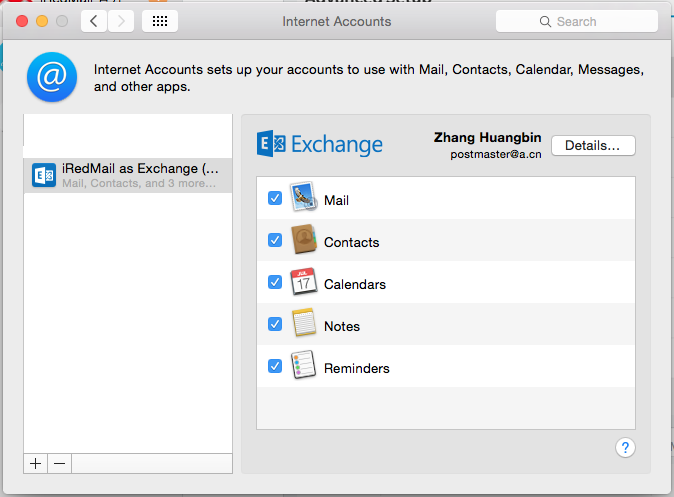 Internet Accounts
Search
Internet Accounts sets up your accounts to use with Mail, Contacts, Calendar, Messages,
and other apps.
iRedMail as Exchange (...
Mail, Contacts, and 3 more...
Exchange
Zhang Huangbin
postmaster@a.cn
Details...
Mail
Contacts
JUL
17
Calendars
Notes
Reminders
?